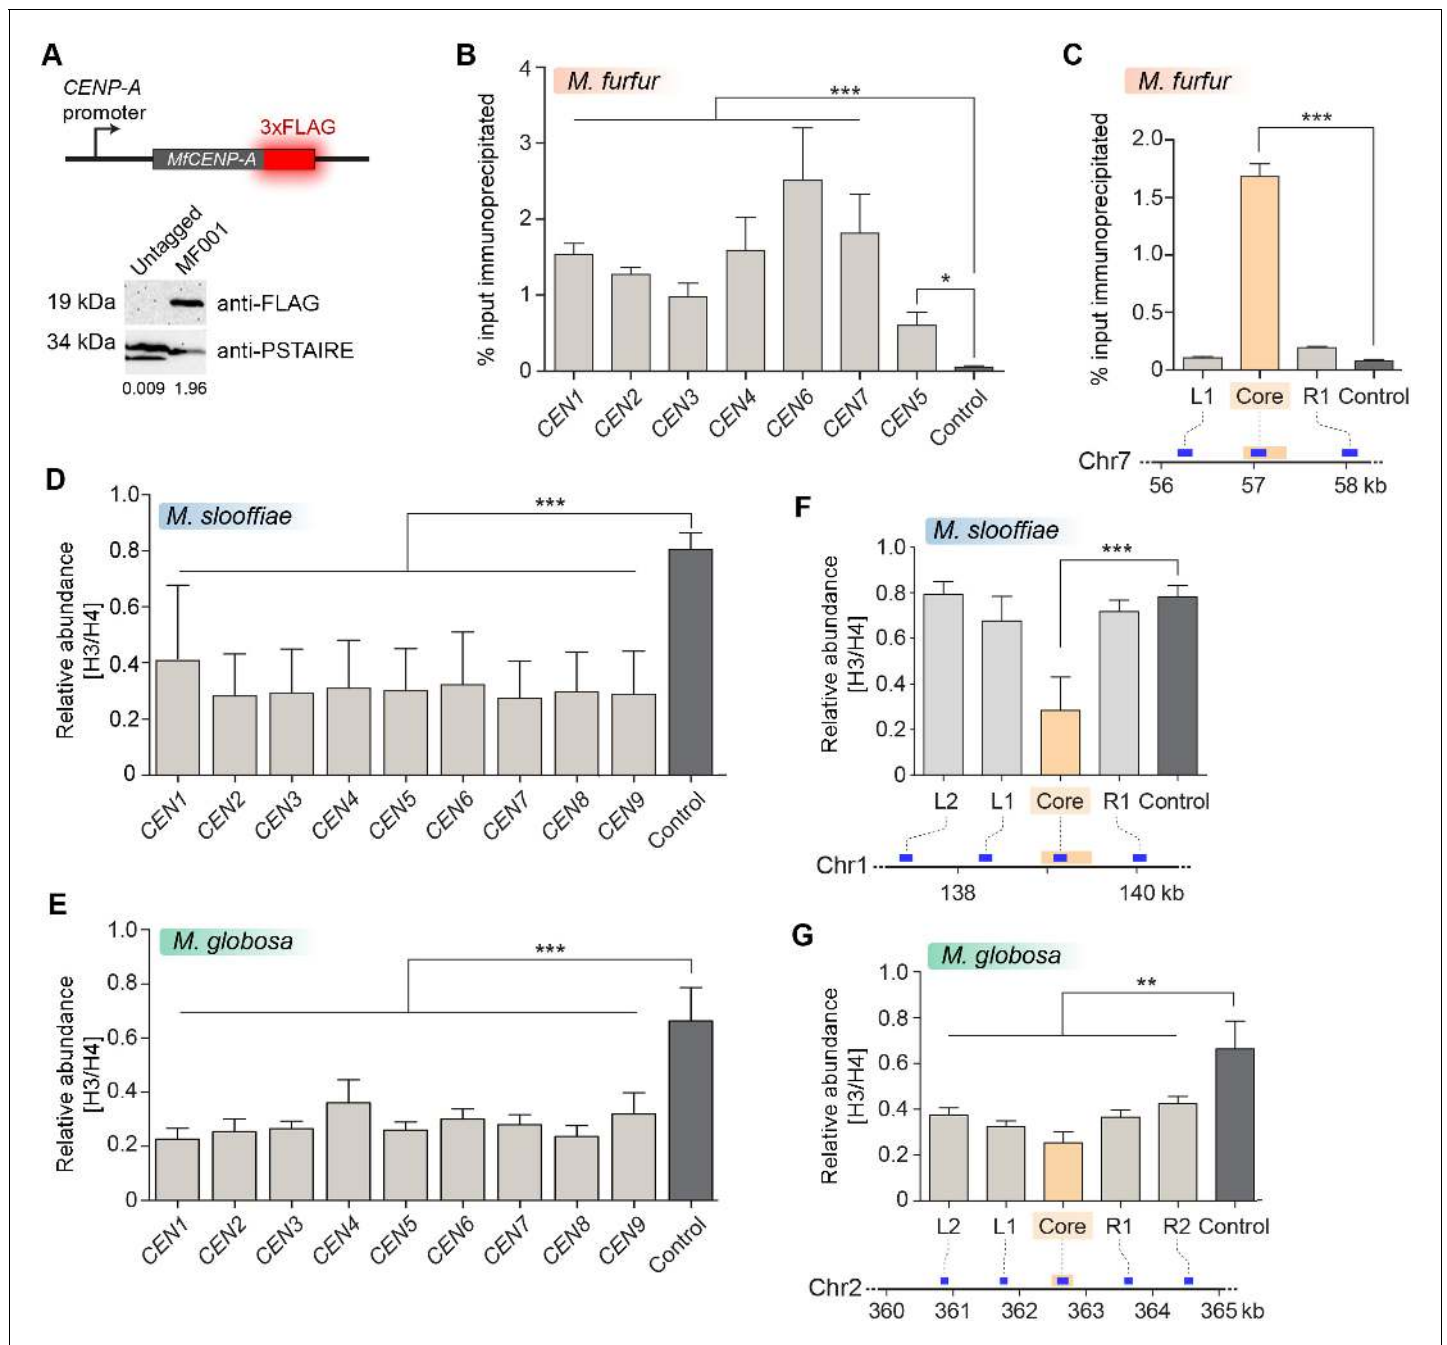 A
CENP-A
promoter
3xFLAG
MfCENP-A
Untagged
MF001
19 kDa
anti-FLAG
34 kDa
anti-PSTAIRE
0.009 1.96
B
M. furfur
% input immunoprecipitated
4
3
2
1
0
***
*
CEN1
CEN2
CEN3
CEN4
CEN6
CEN7
CEN5
Control
C
M. furfur
% input immunoprecipitated
2.0
1.5
1.0
0.5
0
***
L1 Core R1 Control
Chr7
56 57 58 kb
D
M. slooffiae
Relative abundance
[H3/H4]
1.0
0.8
0.6
0.4
0.2
0
***
CEN1
CEN2
CEN3
CEN4
CEN5
CEN6
CEN7
CEN8
CEN9
Control
F
M. slooffiae
Relative abundance
[H3/H4]
1.0
0.8
0.6
0.4
0.2
0
***
L2 L1 Core R1 Control
Chr1
138 140 kb
E
M. globosa
Relative abundance
[H3/H4]
1.0
0.8
0.6
0.4
0.2
0
***
CEN1
CEN2
CEN3
CEN4
CEN5
CEN6
CEN7
CEN8
CEN9
Control
G
M. globosa
Relative abundance
[H3/H4]
1.0
0.8
0.6
0.4
0.2
0
**
L2 L1 Core R1 R2 Control
Chr2
360 361 362 363 364 365 kb